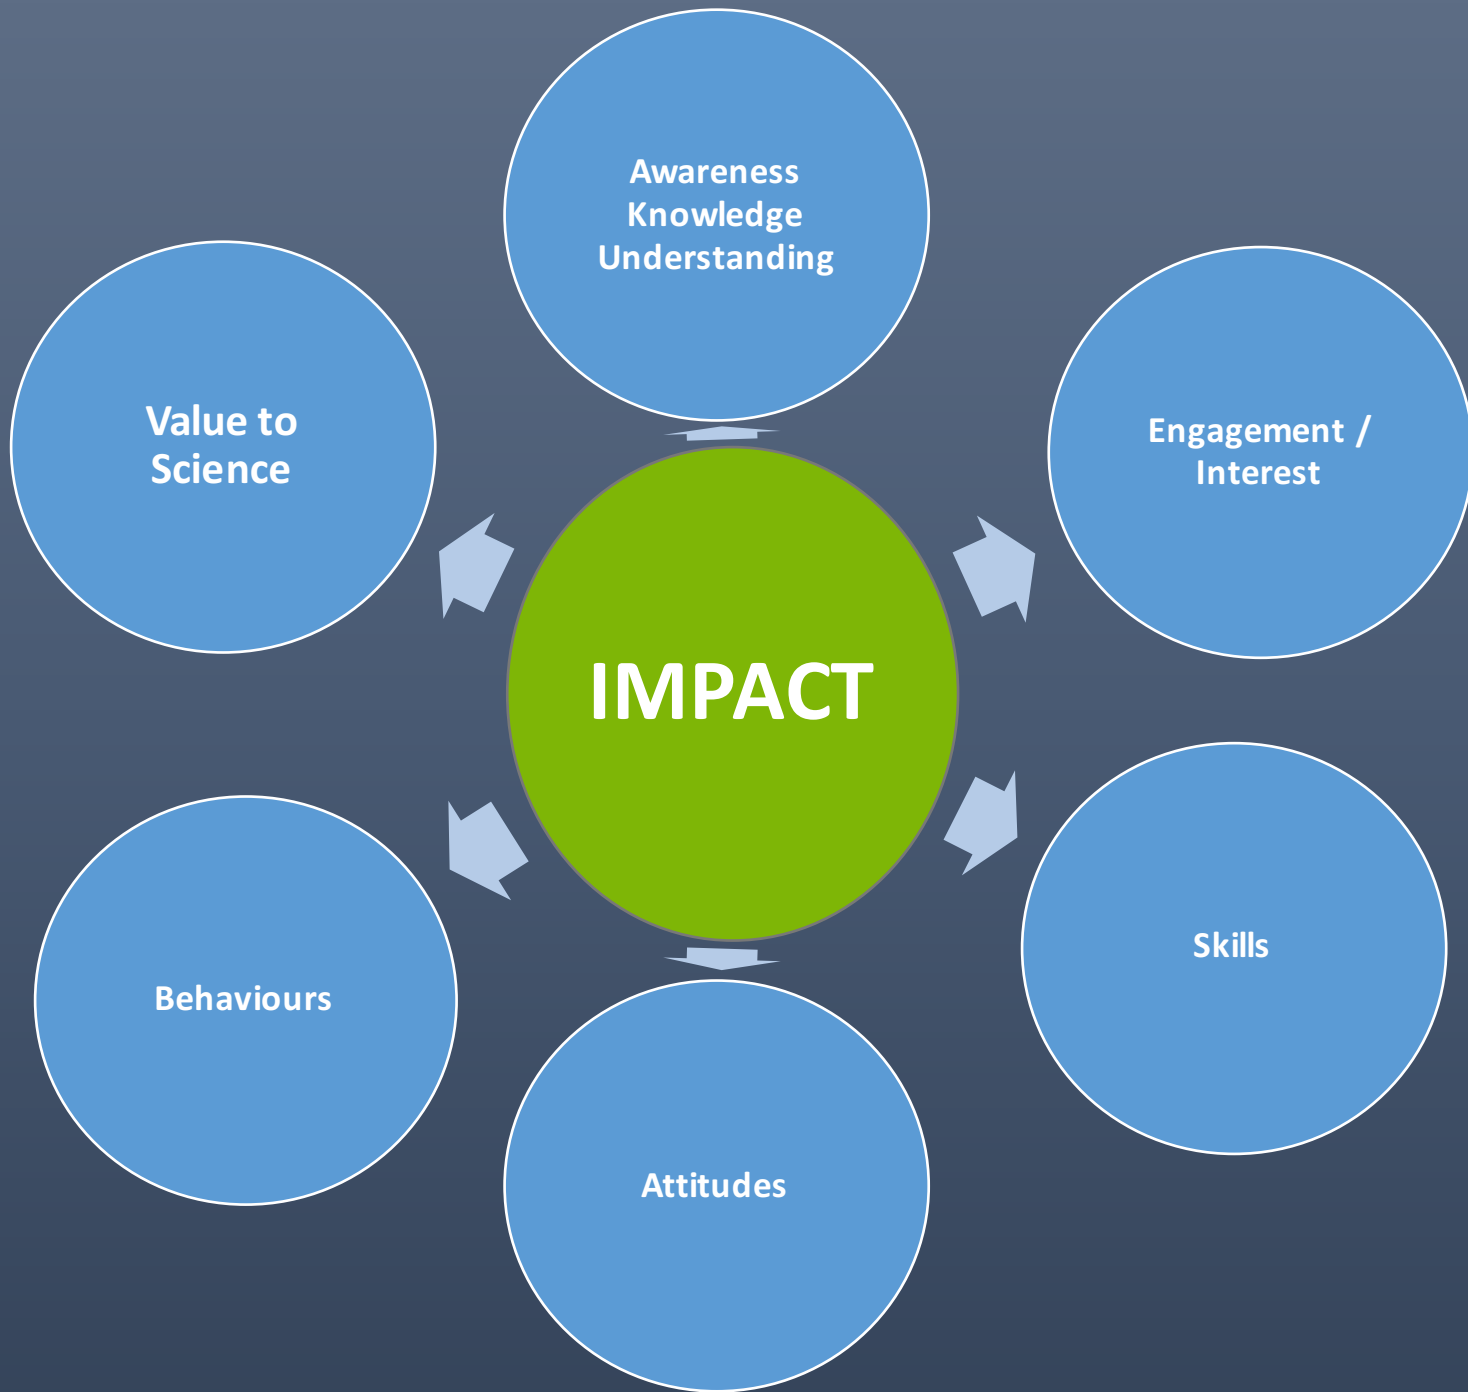 Awareness
Knowledge
Understanding
Engagement /
Interest
Skills
Attitudes
Behaviours
Value to
Science
IMPACT